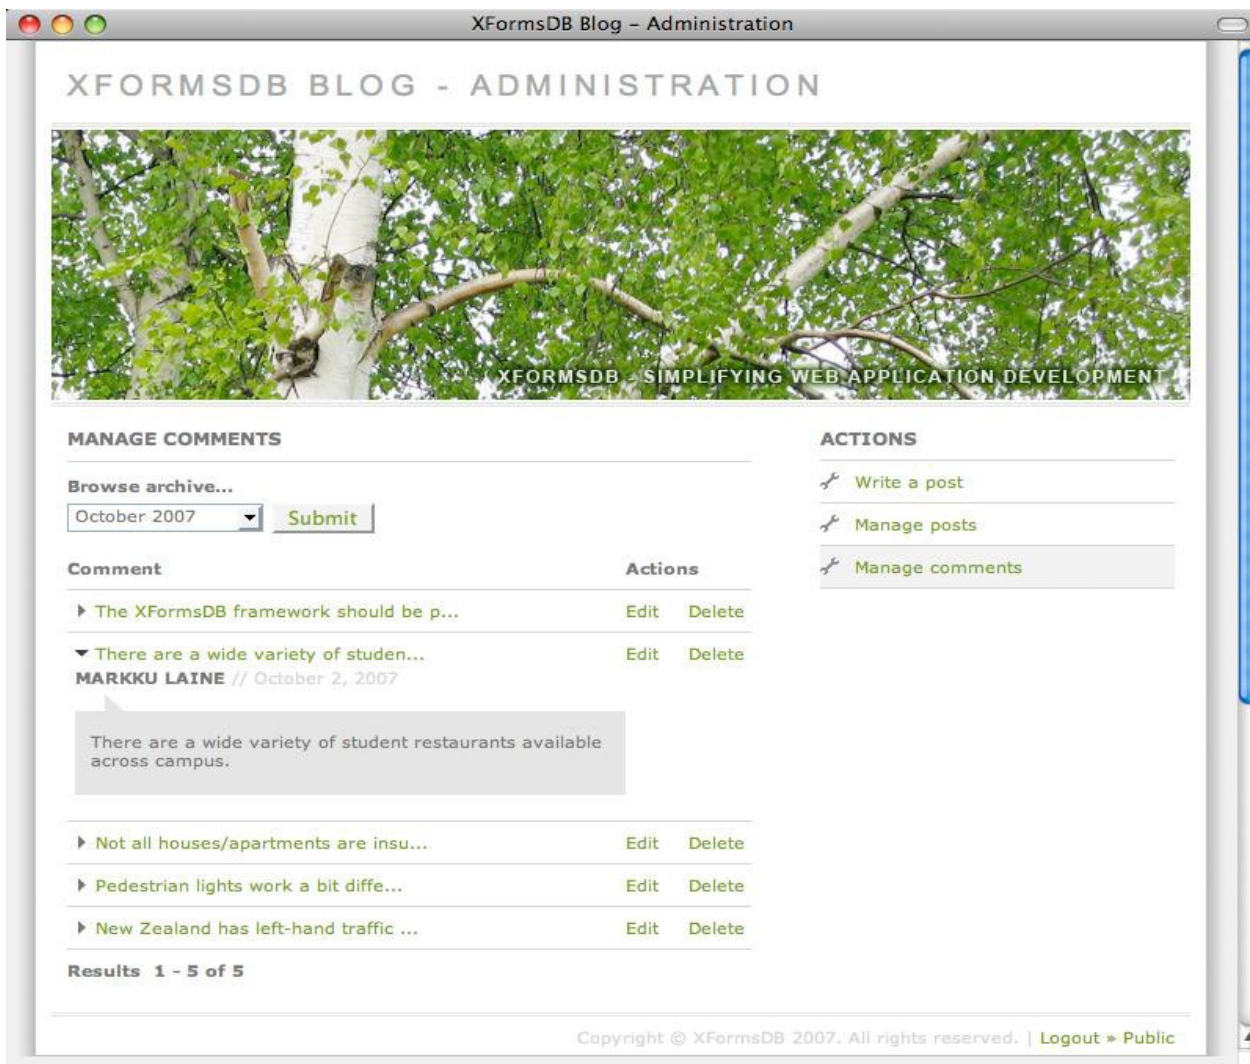 XFormsDB Blog – Administration
XFORMSDB BLOG - ADMINISTRATION
XFORMSDB - SIMPLIFYING WEB APPLICATION DEVELOPMENT
MANAGE COMMENTS
Browse archive...
October 2007 Submit
Comment Actions
The XFormsDB framework should be p... Edit Delete
There are a wide variety of studen... Edit Delete
MARKKU LAINE // October 2, 2007
There are a wide variety of student restaurants available
across campus.
Not all houses/apartments are insu... Edit Delete
Pedestrian lights work a bit diffe... Edit Delete
New Zealand has left-hand traffic ... Edit Delete
Results 1 - 5 of 5
ACTIONS
Write a post
Manage posts
Manage comments
Copyright © XFormsDB 2007. All rights reserved. | Logout » Public